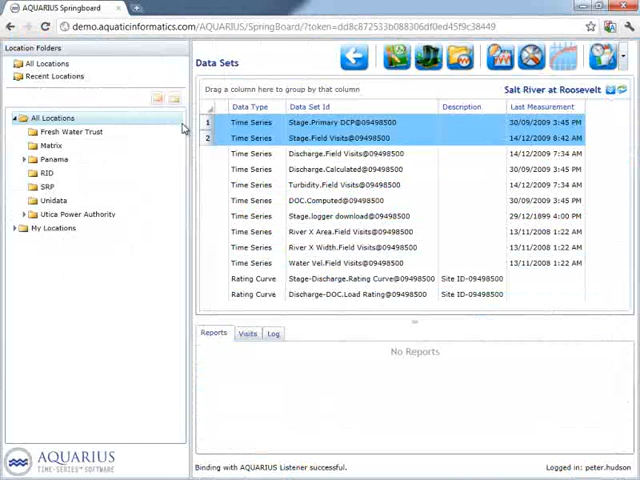 AQUARIUS Springboard
demo.aquaticinformatics.com/AQUARIUS/SpringBoard/?token=dd8c872533b088306df0ed45f9c38449
Location Folders
All Locations
Recent Locations
All Locations
Fresh Water Trust
Matrix
Panama
RID
SRP
Unidata
Utica Power Authority
My Locations
Data Sets
Drag a column here to group by that column
Salt River at Roosevelt
Data Type Data Set Id Description Last Measurement
1 Time Series Stage.Primary DCP@09498500 30/09/2009 3:45 PM
2 Time Series Stage.Field Visits@09498500 14/12/2009 8:42 AM
Time Series Discharge.Field Visits@09498500 14/12/2009 7:34 AM
Time Series Discharge.Calculated@09498500 30/09/2009 3:45 PM
Time Series Turbidity.Field Visits@09498500 14/12/2009 7:34 AM
Time Series DOC.Computed@09498500 30/09/2009 3:45 PM
Time Series Stage.logger download@09498500 29/12/1899 4:00 PM
Time Series River X Area.Field Visits@09498500 13/11/2008 1:22 AM
Time Series River X Width.Field Visits@09498500 13/11/2008 1:22 AM
Time Series Water Vel.Field Visits@09498500 13/11/2008 1:22 AM
Rating Curve Stage-Discharge.Rating Curve@09498500 Site ID-09498500
Rating Curve Discharge-DOC.Load Rating@09498500 Site ID-09498500
Reports Visits Log
No Reports
AQUARIUS
TIME-SERIES™ SOFTWARE
Binding with AQUARIUS Listener successful.
Logged in: peter.hudson